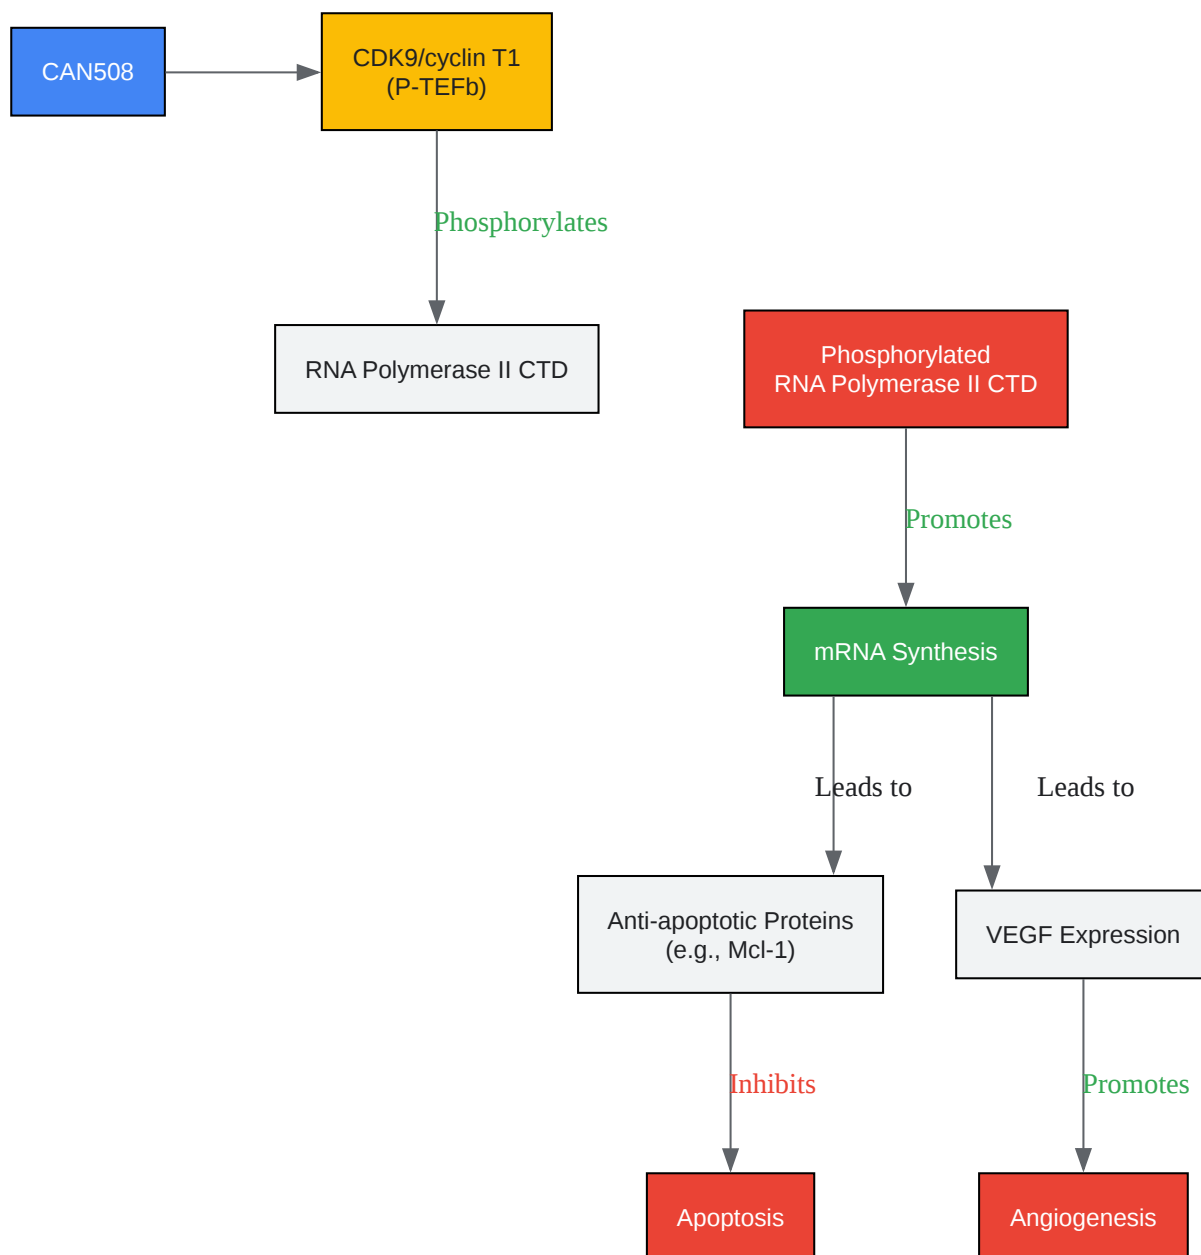 CAN508
CDK9/cyclin T1
(P-TEFb)
Phosphorylates
RNA Polymerase II CTD
Phosphorylated
RNA Polymerase II CTD
Promotes
mRNA Synthesis
Leads to
Leads to
Anti-apoptotic Proteins
(e.g., Mcl-1)
VEGF Expression
Inhibits
Promotes
Apoptosis
Angiogenesis